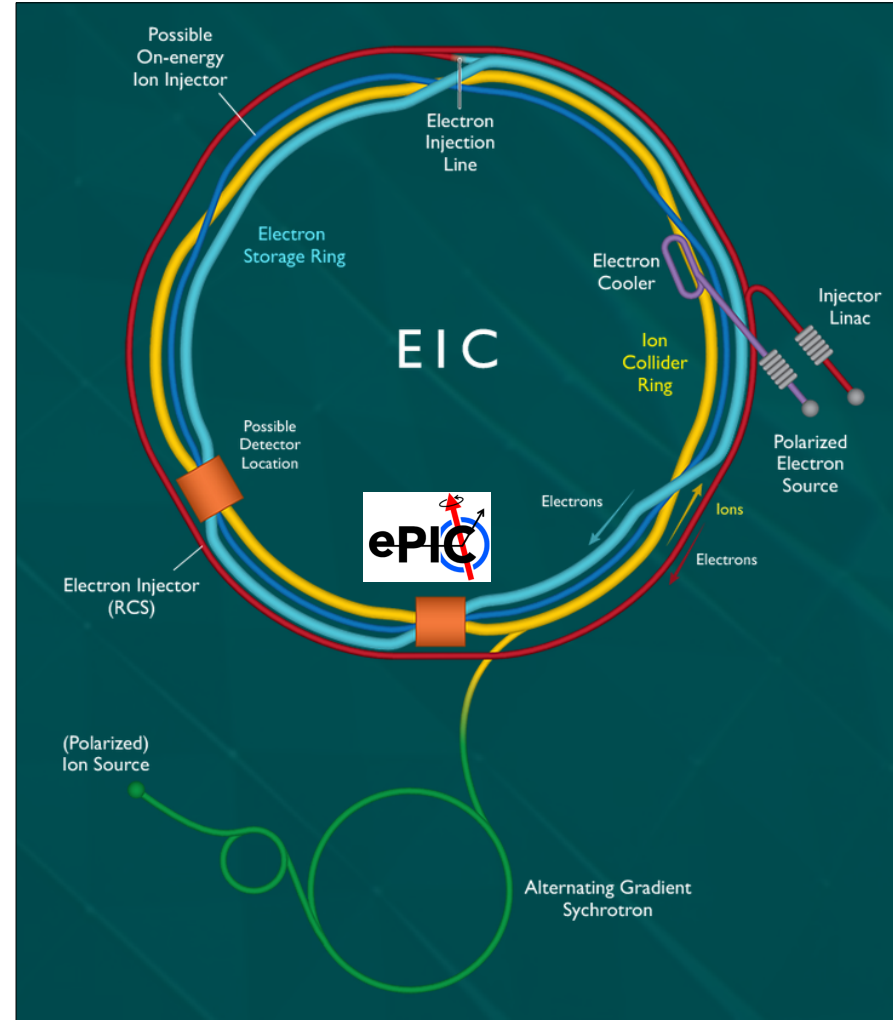 Possible
On-energy
Ion Injector
Electron
Injection
Line
Electron
Storage Ring
Electron
Cooler
Injector
Linac
EIC
Ion
Collider
Ring
Possible
Detector
Location
Polarized
Electron
Source
Electrons
Ions
ePIC
Electrons
Electron Injector
(RCS)
(Polarized)
Ion Source
Alternating Gradient
Sychrotron